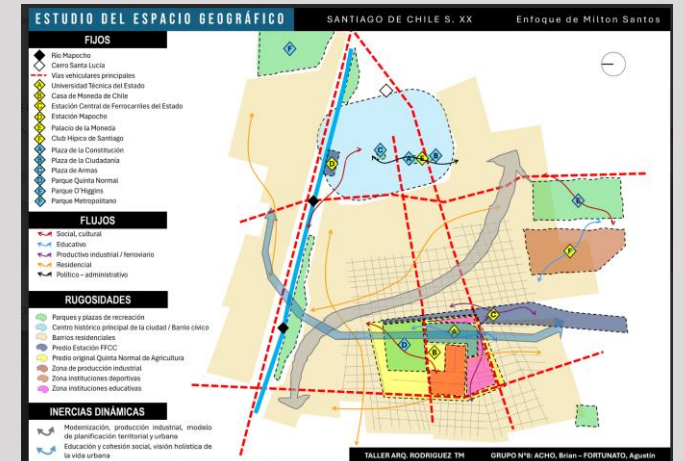 ESTUDIO DEL ESPACIO GEOGRÁFICO
SANTIAGO DE CHILE S. XX
Enfoque de Milton Santos
FIJOS
Río Mapocho
Cerro Santa Lucía
Vías vehiculares principales
A Universidad Técnica del Estado
B Casa de Moneda de Chile
C Estación Central de Ferrocarriles del Estado
D Estación Mapocho
E Palacio de la Moneda
F Club Hípico de Santiago
A Plaza de la Constitución
B Plaza de la Ciudadanía
C Plaza de Armas
D Parque Quinta Normal
E Parque O'Higgins
F Parque Metropolitano
FLUJOS
Social, cultural
Educativo
Productivo industrial / ferroviario
Residencial
Político – administrativo
RUGOSIDADES
Parques y plazas de recreación
Centro histórico principal de la ciudad / Barrio cívico
Barrios residenciales
Predio Estación FFCC
Predio original Quinta Normal de Agricultura
Zona de producción industrial
Zona instituciones deportivas
Zona instituciones educativas
INERCIAS DINÁMICAS
Modernización, producción industrial, modelo
de planificación territorial y urbana
Educación y cohesión social, visión holística de
la vida urbana
F
C
A
E
B
D
E
F
C
A
D
B
TALLER ARQ. RODRIGUEZ TM
GRUPO N°8: ACHO, Brian – FORTUNATO, Agustín